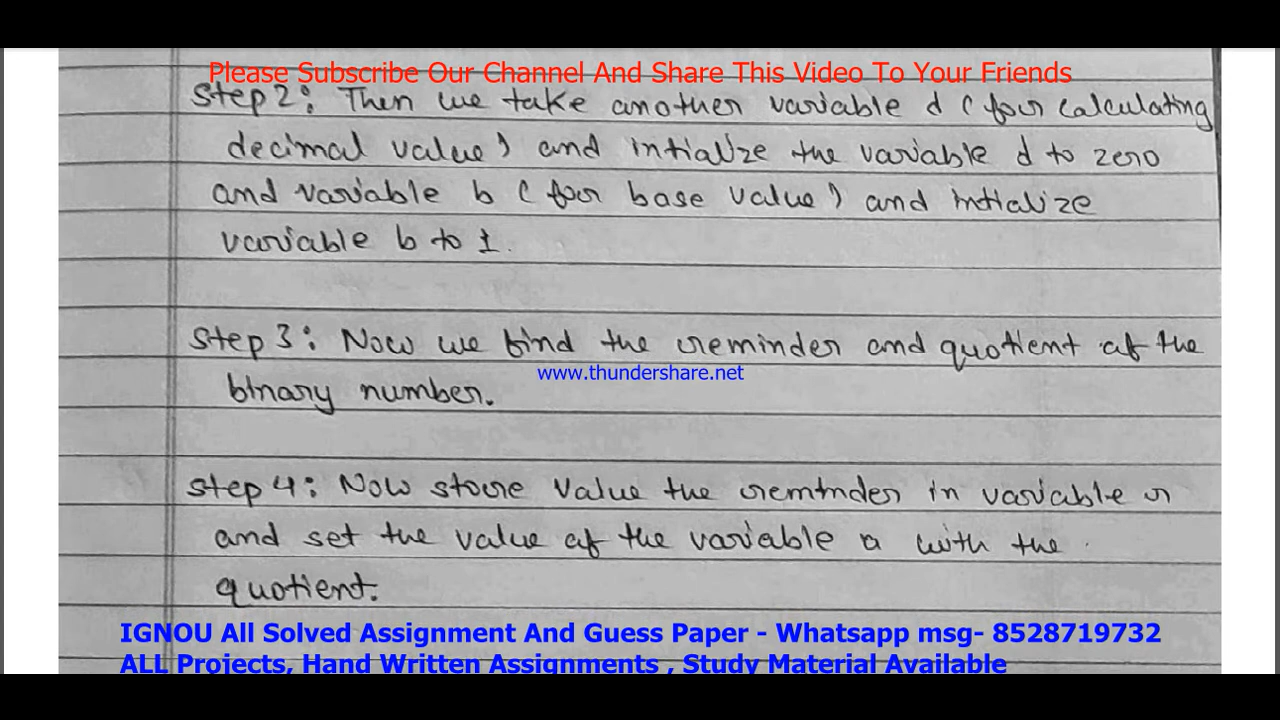 Please Subscribe Our Channel And Share This Video To Your Friends
Step 2: Then we take another variable d (for calculating
decimal value) and intialize the variable d to zero
and variable b (for base value) and intialize
variable b to 1.
Step 3: Now we find the reminder and quotient of the
www.thundershare.net
binary number.
Step 4: Now store value the reminder in variable r
and set the value of the variable a with the
quotient.
IGNOU All Solved Assignment And Guess Paper - Whatsapp msg- 8528719732
ALL Projects, Hand Written Assignments , Study Material Available